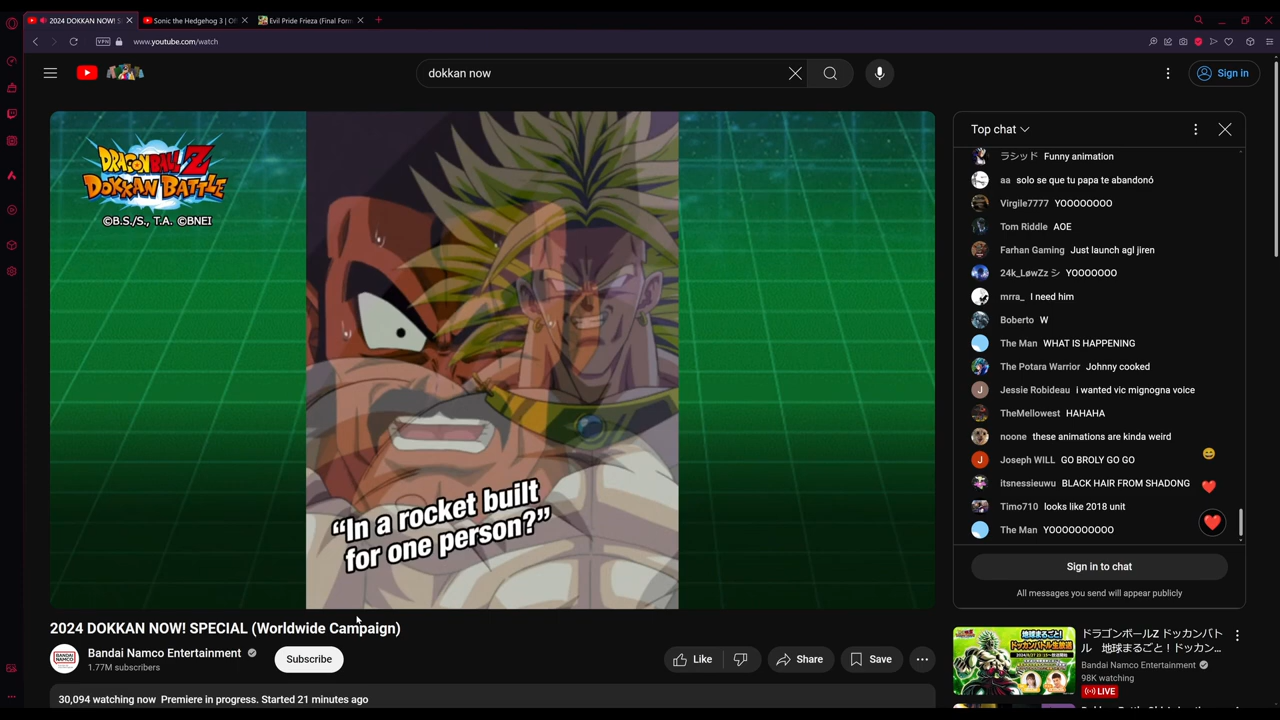 2024 DOKKAN NOW! S
Sonic the Hedgehog 3 | Of
Evil Pride Frieza (Final Form
VPN
www.youtube.com/watch
dokkan now
Sign in
DRAGON BALL Z
DOKKAN BATTLE
©B.S./S., T.A. ©BNEI
“In a rocket built
for one person?”
Top chat
ラシッド Funny animation
aa solo se que tu papa te abandonó
Virgile7777 YOOOOOOOO
Tom Riddle AOE
Farhan Gaming Just launch agl jiren
24k_LøwZz シ YOOOOOOO
mrra_ I need him
Boberto W
The Man WHAT IS HAPPENING
The Potara Warrior Johnny cooked
Jessie Robideau i wanted vic mignogna voice
TheMellowest HAHAHA
noone these animations are kinda weird
J
Joseph WILL GO BROLY GO GO
itsnessieuwu BLACK HAIR FROM SHADONG
Timo710 looks like 2018 unit
The Man YOOOOOOOOOO
Sign in to chat
All messages you send will appear publicly
2024 DOKKAN NOW! SPECIAL (Worldwide Campaign)
Bandai Namco Entertainment
1.77M subscribers
Subscribe
Like
Share
Save
30,094 watching now Premiere in progress. Started 21 minutes ago
ドラゴンボールZ ドッカンバト
ル 地球まるごと！ドッカン...
Bandai Namco Entertainment
98K watching
LIVE